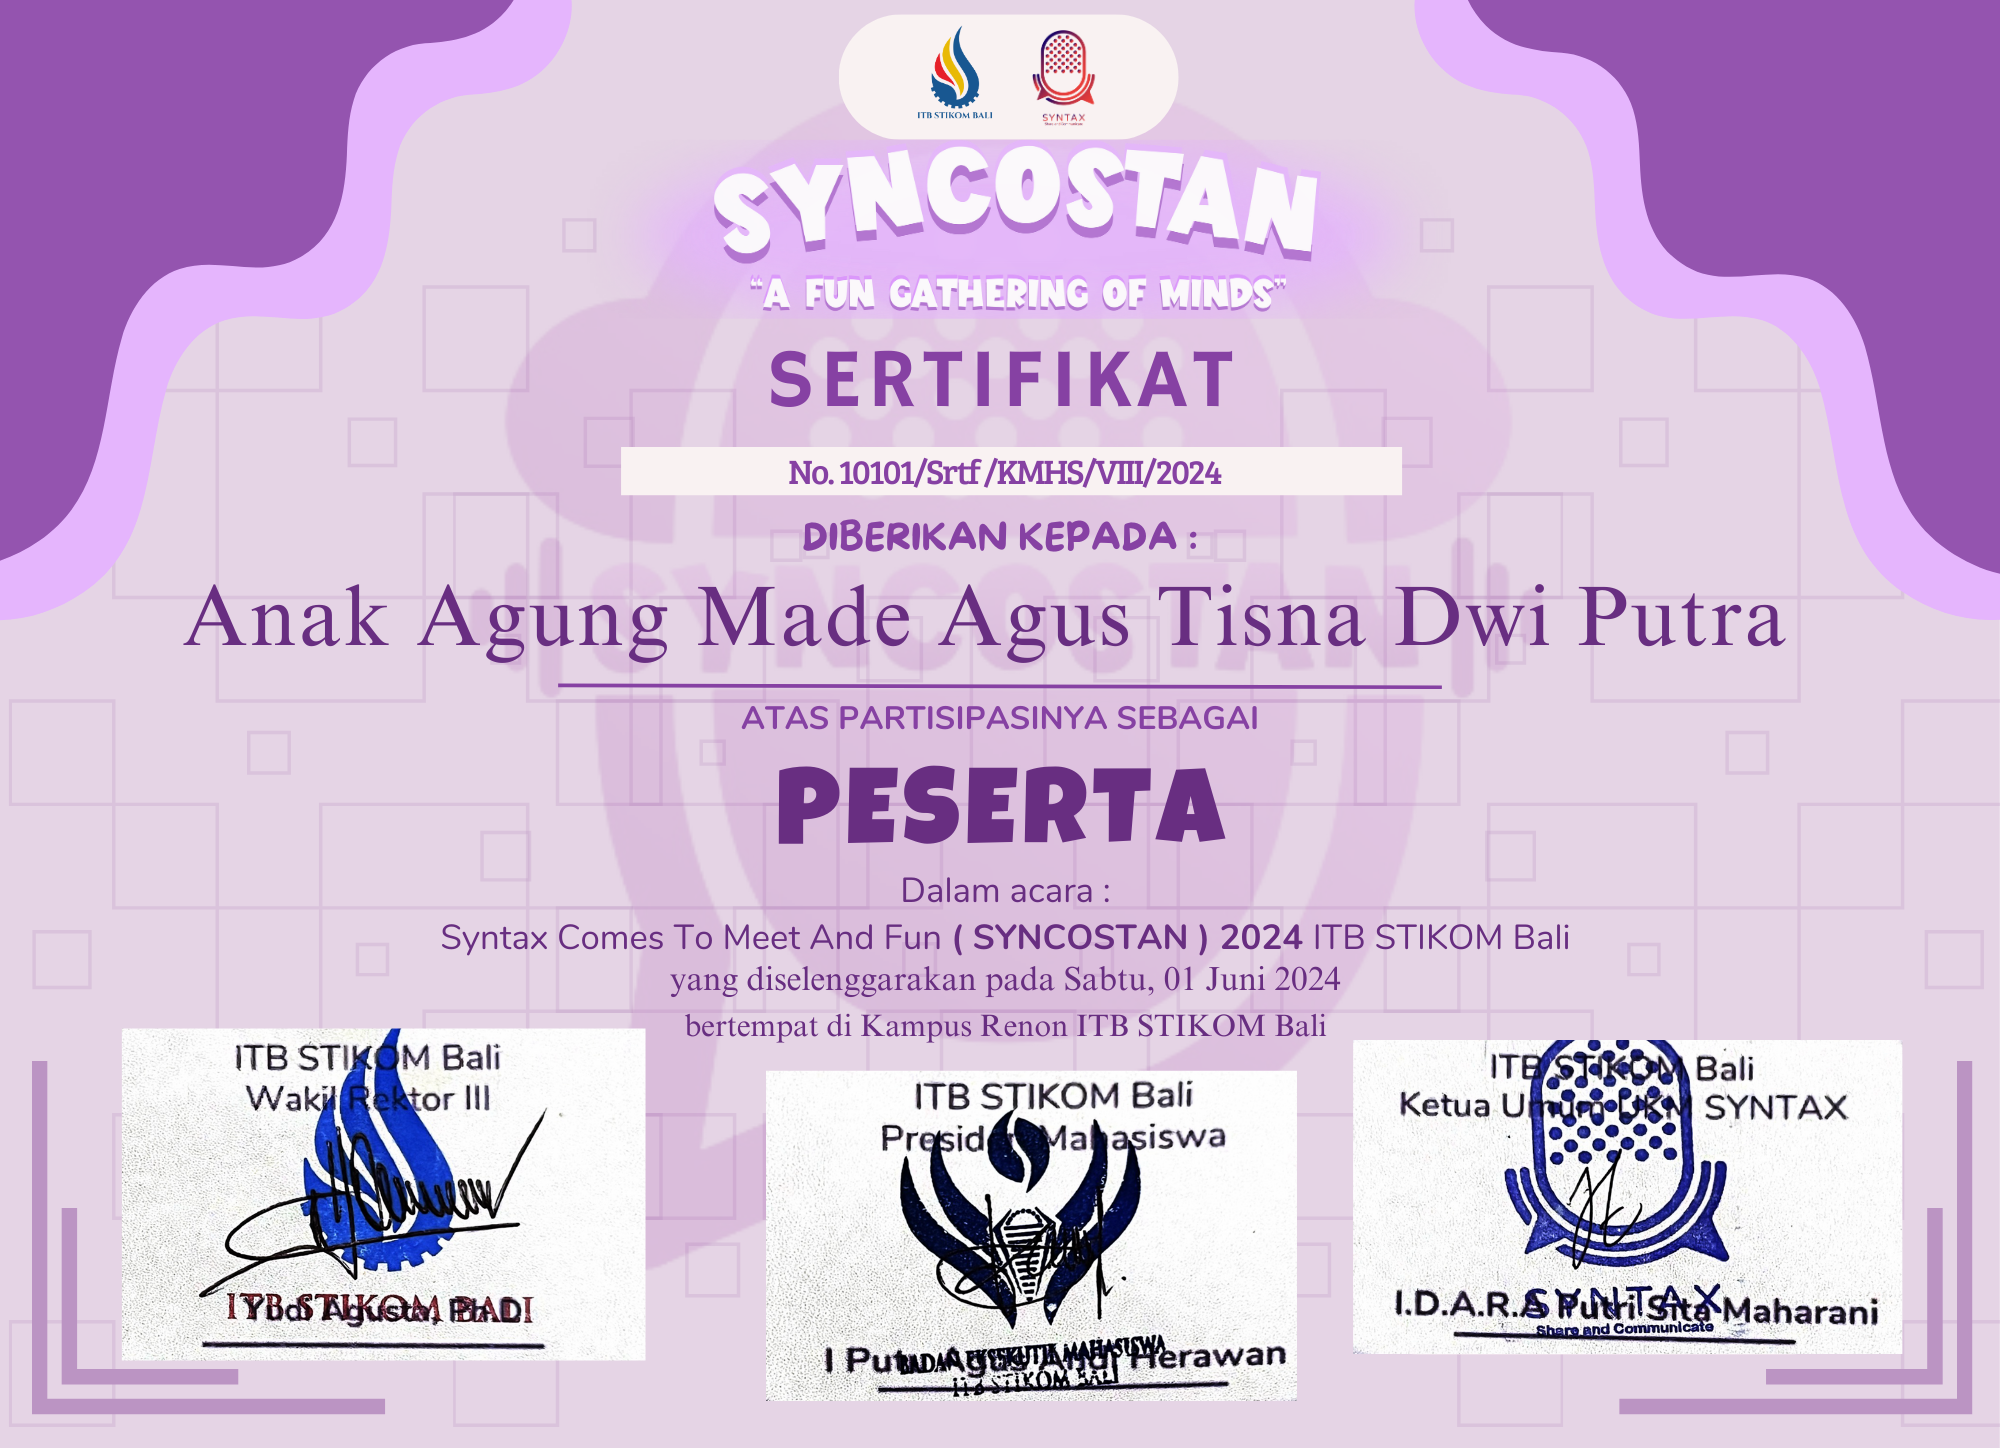 ITB STIKOM BALI
SYNTAX
SYNCOSTAN
"A FUN GATHERING OF MINDS"
SERTIFIKAT
No. 10101/Srtf /KMHS/VIII/2024
DIBERIKAN KEPADA :
Anak Agung Made Agus Tisna Dwi Putra
ATAS PARTISIPASINYA SEBAGAI
PESERTA
Dalam acara :
Syntax Comes To Meet And Fun ( SYNCOSTAN ) 2024 ITB STIKOM Bali
yang diselenggarakan pada Sabtu, 01 Juni 2024
bertempat di Kampus Renon ITB STIKOM Bali
ITB STIKOM Bali
Wakil Rektor III
ITB STIKOM BALI
Yudi Agusta, Ph.D
ITB STIKOM Bali
Presiden Mahasiswa
BADAN EKSEKUTIF MAHASISWA
I Putu Agus Andi Herawan
ITB STIKOM BALI
ITB STIKOM Bali
Ketua Umum UKM SYNTAX
SYNTAX
I.D.A.R.A Putri Sita Maharani
Share and Communicate